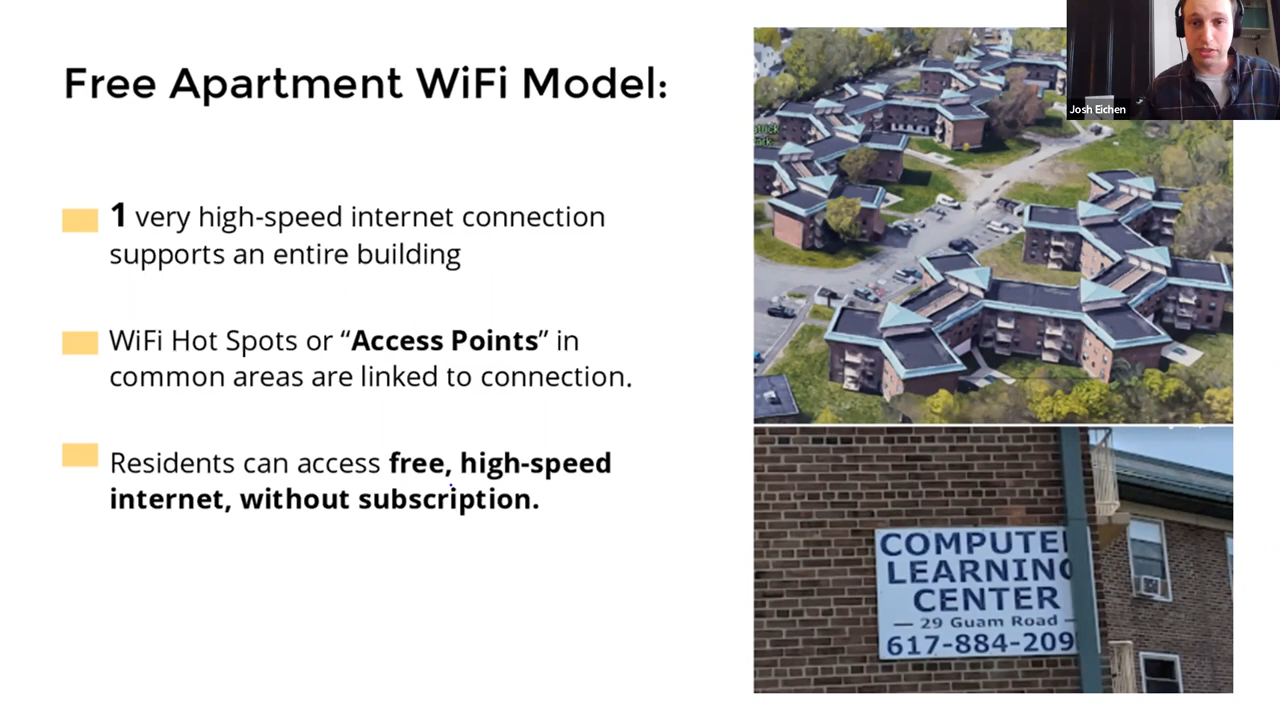 Free Apartment WiFi Model:
1 very high-speed internet connection
supports an entire building
WiFi Hot Spots or “Access Points” in
common areas are linked to connection.
Residents can access free, high-speed
internet, without subscription.
Josh Eichen
COMPUTE
LEARNING
CENTER
— 29 Guam Road —
617-884-209